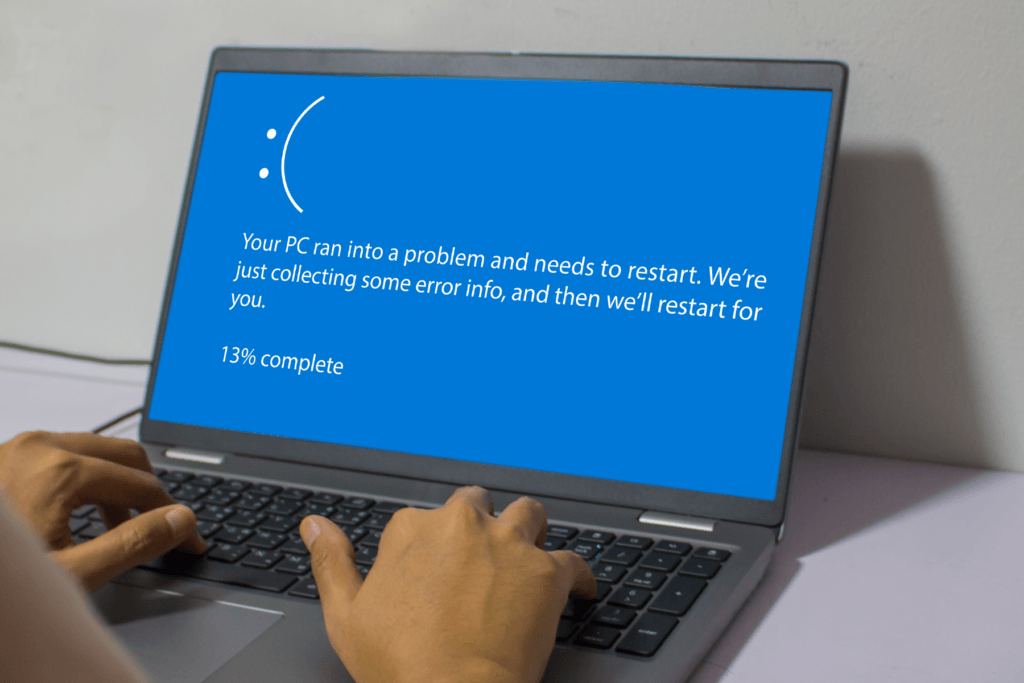 :(
Your PC ran into a problem and needs to restart. We’re
just collecting some error info, and then we’ll restart for
you.
13% complete